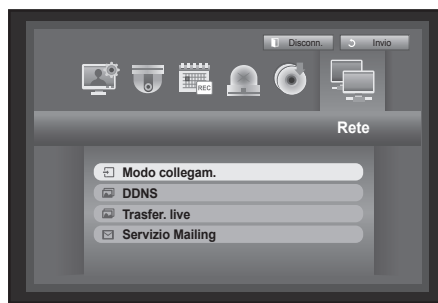 Disconn. Invio
REC
Rete
Modo collegam.
DDNS
Trasfer. live
Servizio Mailing